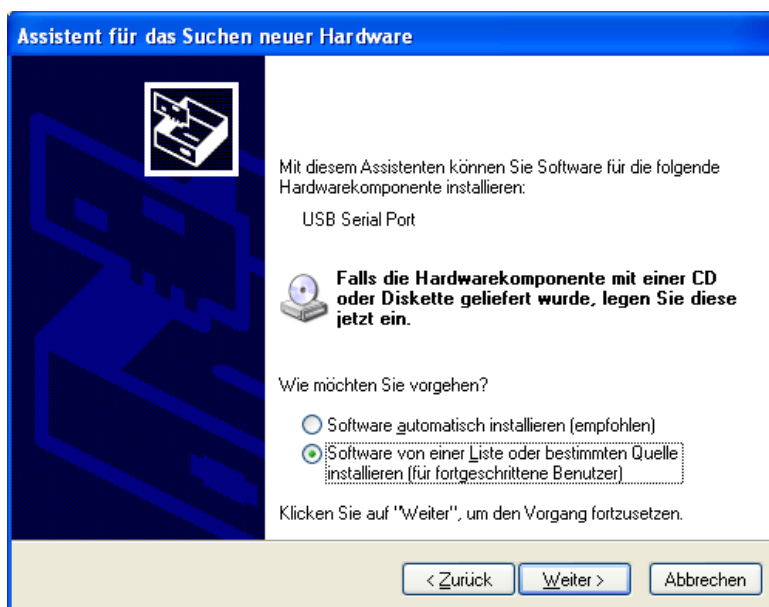 Assistent für das Suchen neuer Hardware
Mit diesem Assistenten können Sie Software für die folgende
Hardwarekomponente installieren:
USB Serial Port
Falls die Hardwarekomponente mit einer CD
oder Diskette geliefert wurde, legen Sie diese
jetzt ein.
Wie möchten Sie vorgehen?
Software automatisch installieren (empfohlen)
Software von einer Liste oder bestimmten Quelle
installieren (für fortgeschrittene Benutzer)
Klicken Sie auf "Weiter", um den Vorgang fortzusetzen.
< Zurück Weiter > Abbrechen